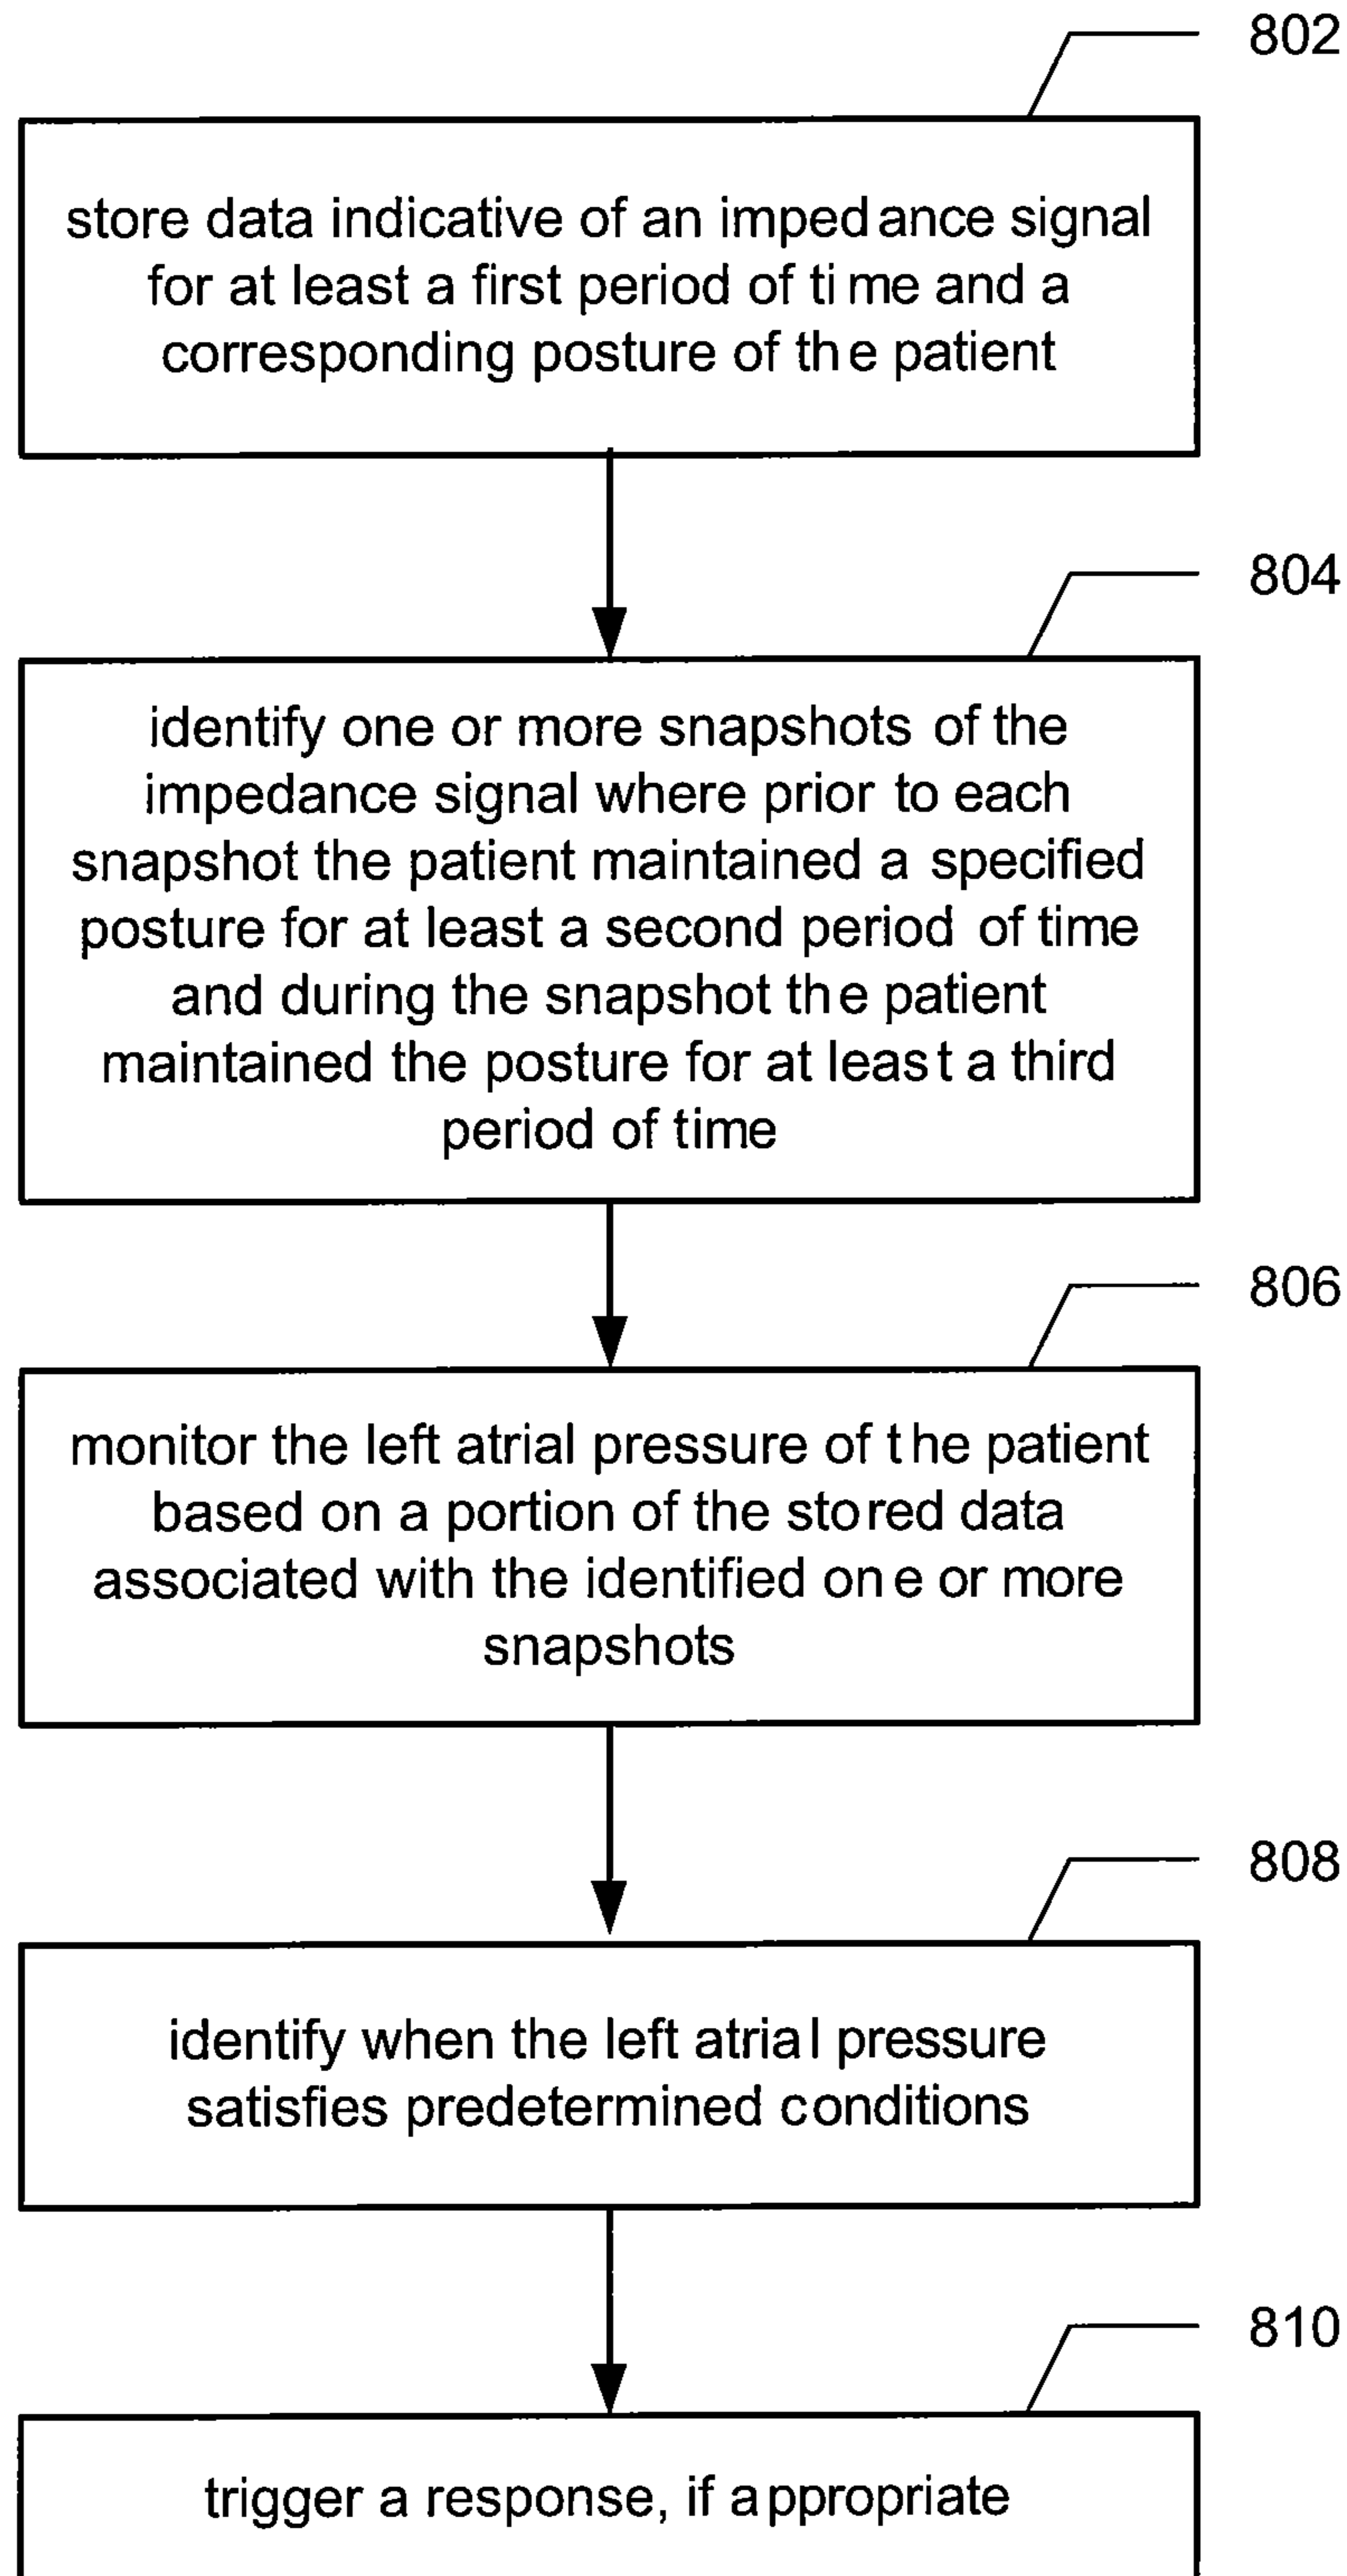 802
store data indicative of an impedance signal
for at least a first period of time and a
corresponding posture of the patient
804
identify one or more snapshots of the
impedance signal where prior to each
snapshot the patient maintained a specified
posture for at least a second period of time
and during the snapshot the patient
maintained the posture for at least a third
period of time
806
monitor the left atrial pressure of the patient
based on a portion of the stored data
associated with the identified one or more
snapshots
808
identify when the left atrial pressure
satisfies predetermined conditions
810
trigger a response, if appropriate